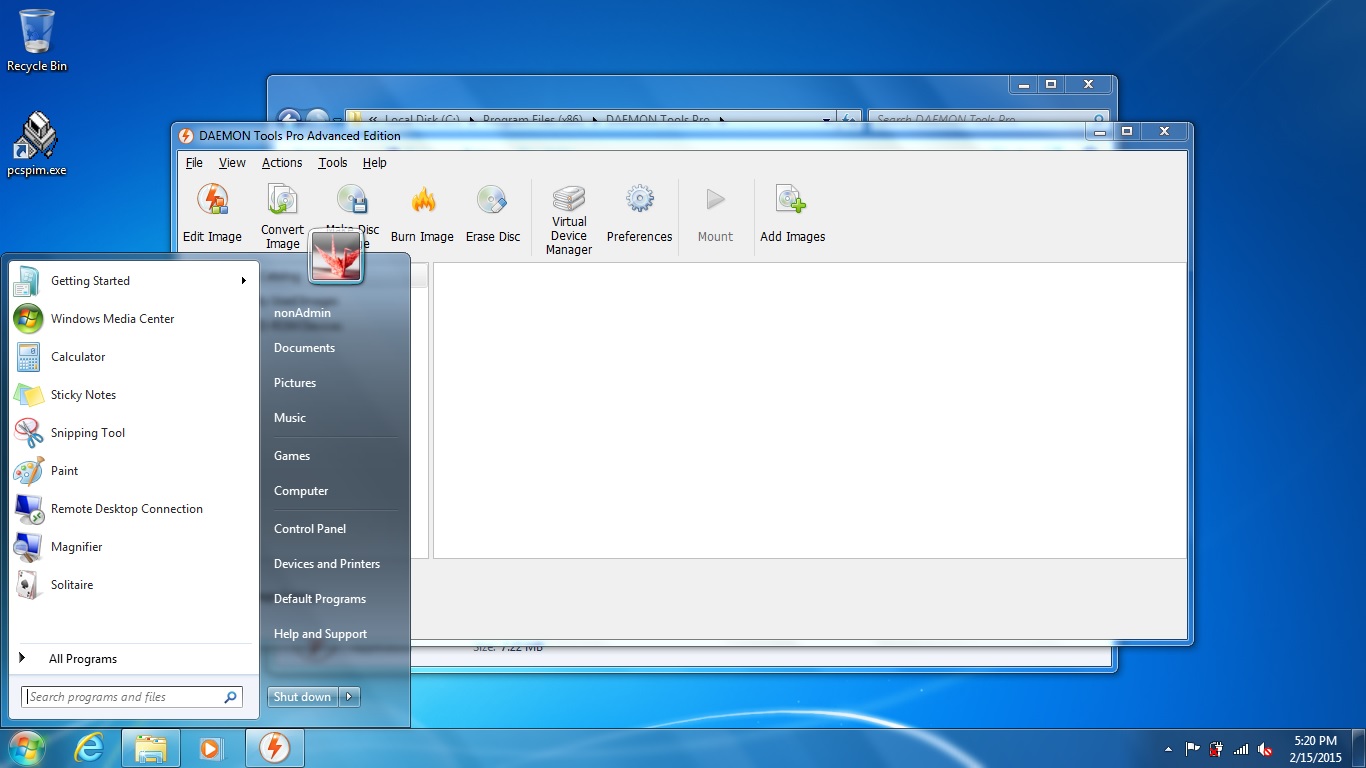 Recycle Bin
pcspim.exe
« Local Disk (C:) Program Files (x86) DAEMON Tools Pro
Search DAEMON Tools Pro
DAEMON Tools Pro Advanced Edition
File View Actions Tools Help
Edit Image
Convert
Image
Make Disc
Burn Image
Erase Disc
Virtual
Device
Manager
Preferences
Mount
Add Images
Getting Started
Windows Media Center
Calculator
Sticky Notes
Snipping Tool
Paint
Remote Desktop Connection
Magnifier
Solitaire
All Programs
Search programs and files
nonAdmin
Documents
Pictures
Music
Games
Computer
Control Panel
Devices and Printers
Default Programs
Help and Support
Shut down
Size: 7.22 MB
5:20 PM
2/15/2015